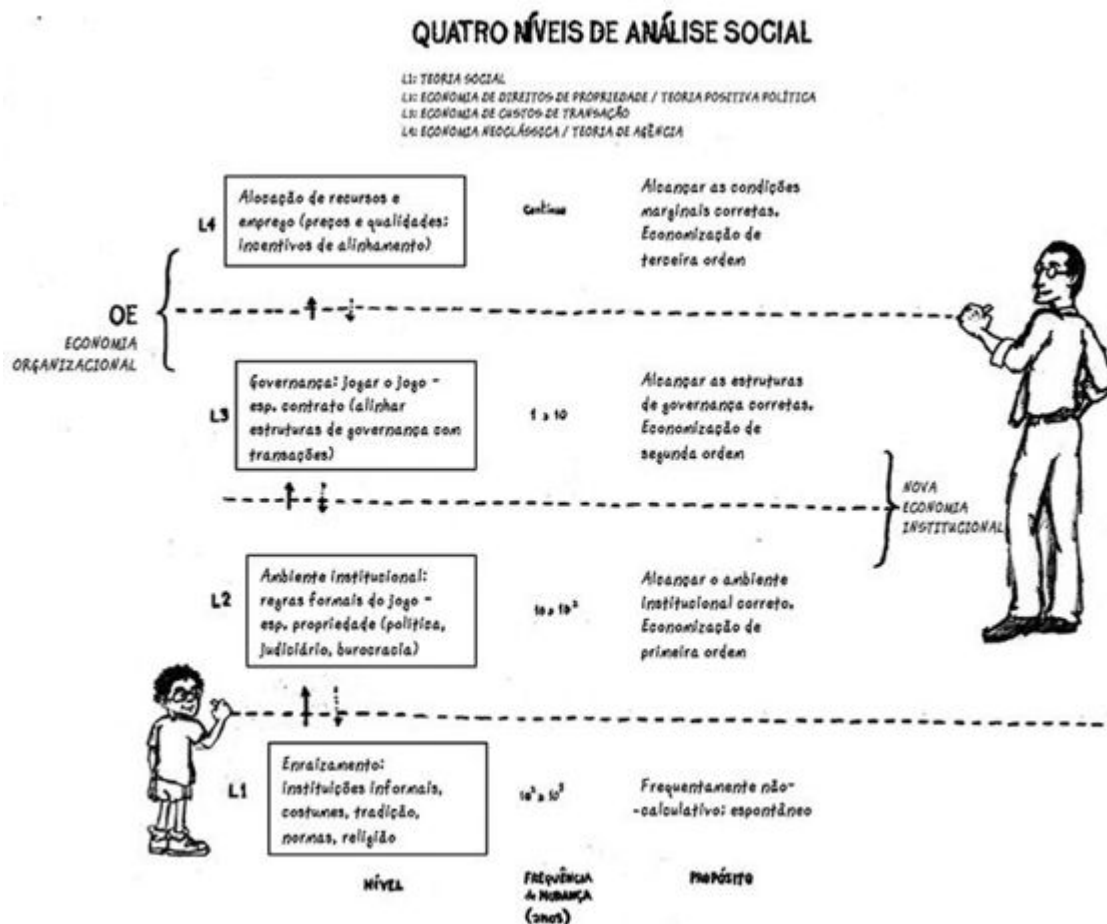 QUATRO NÍVEIS DE ANÁLISE SOCIAL
L1: TEORIA SOCIAL
L2: ECONOMIA DE DIREITOS DE PROPRIEDADE / TEORIA POSITIVA POLÍTICA
L3: ECONOMIA DE CUSTOS DE TRANSAÇÃO
L4: ECONOMIA NEOCLÁSSICA / TEORIA DE AGÊNCIA
L4
Alocação de recursos e
emprego (preços e qualidades:
incentivos de alinhamento)
Contínuo
Alcançar as condições
marginais corretas.
Economização de
terceira ordem
OE
ECONOMIA
ORGANIZACIONAL
L3
Governança: jogar o jogo -
esp. contrato (alinhar
estruturas de governança com
transações)
1 a 10
Alcançar as estruturas
de governança corretas.
Economização de
segunda ordem
NOVA
ECONOMIA
INSTITUCIONAL
L2
Ambiente institucional:
regras formais do jogo -
esp. propriedade (política,
judiciário, burocracia)
10 a 10²
Alcançar o ambiente
institucional correto.
Economização de
primeira ordem
L1
Enraizamento:
instituições informais,
costumes, tradição,
normas, religião
10² a 10³
Frequentemente não-
-calculativo; espontâneo
NÍVEL
FREQUÊNCIA
de MUDANÇA
(anos)
PROPÓSITO